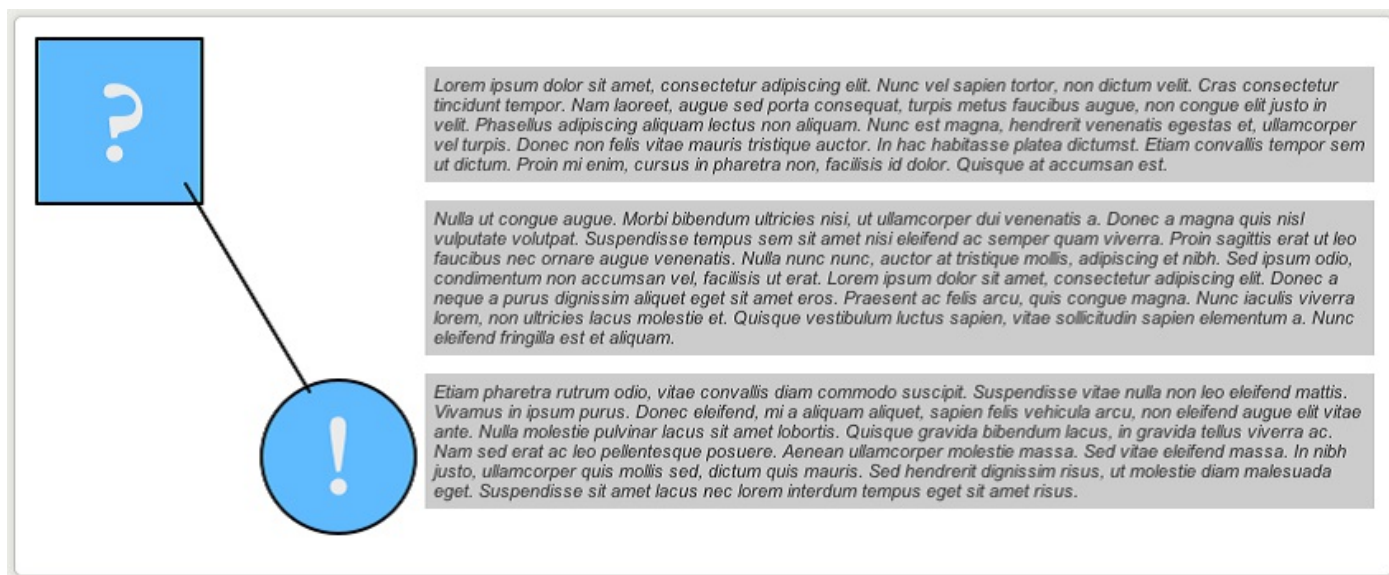 ?
Lorem ipsum dolor sit amet, consectetur adipiscing elit. Nunc vel sapien tortor, non dictum velit. Cras consectetur
tincidunt tempor. Nam laoreet, augue sed porta consequat, turpis metus faucibus augue, non congue elit justo in
velit. Phasellus adipiscing aliquam lectus non aliquam. Nunc est magna, hendrerit venenatis egestas et, ullamcorper
vel turpis. Donec non felis vitae mauris tristique auctor. In hac habitasse platea dictumst. Etiam convallis tempor sem
ut dictum. Proin mi enim, cursus in pharetra non, facilisis id dolor. Quisque at accumsan est.
Nulla ut congue augue. Morbi bibendum ultricies nisi, ut ullamcorper dui venenatis a. Donec a magna quis nisl
vulputate volutpat. Suspendisse tempus sem sit amet nisi eleifend ac semper quam viverra. Proin sagittis erat ut leo
faucibus nec ornare augue venenatis. Nulla nunc nunc, auctor at tristique mollis, adipiscing et nibh. Sed ipsum odio,
condimentum non accumsan vel, facilisis ut erat. Lorem ipsum dolor sit amet, consectetur adipiscing elit. Donec a
neque a purus dignissim aliquet eget sit amet eros. Praesent ac felis arcu, quis congue magna. Nunc iaculis viverra
lorem, non ultricies lacus molestie et. Quisque vestibulum luctus sapien, vitae sollicitudin sapien elementum a. Nunc
eleifend fringilla est et aliquam.
!
Etiam pharetra rutrum odio, vitae convallis diam commodo suscipit. Suspendisse vitae nulla non leo eleifend mattis.
Vivamus in ipsum purus. Donec eleifend, mi a aliquam aliquet, sapien felis vehicula arcu, non eleifend augue elit vitae
ante. Nulla molestie pulvinar lacus sit amet lobortis. Quisque gravida bibendum lacus, in gravida tellus viverra ac.
Nam sed erat ac leo pellentesque posuere. Aenean ullamcorper molestie massa. Sed vitae eleifend massa. In nibh
justo, ullamcorper quis mollis sed, dictum quis mauris. Sed hendrerit dignissim risus, ut molestie diam malesuada
eget. Suspendisse sit amet lacus nec lorem interdum tempus eget sit amet risus.